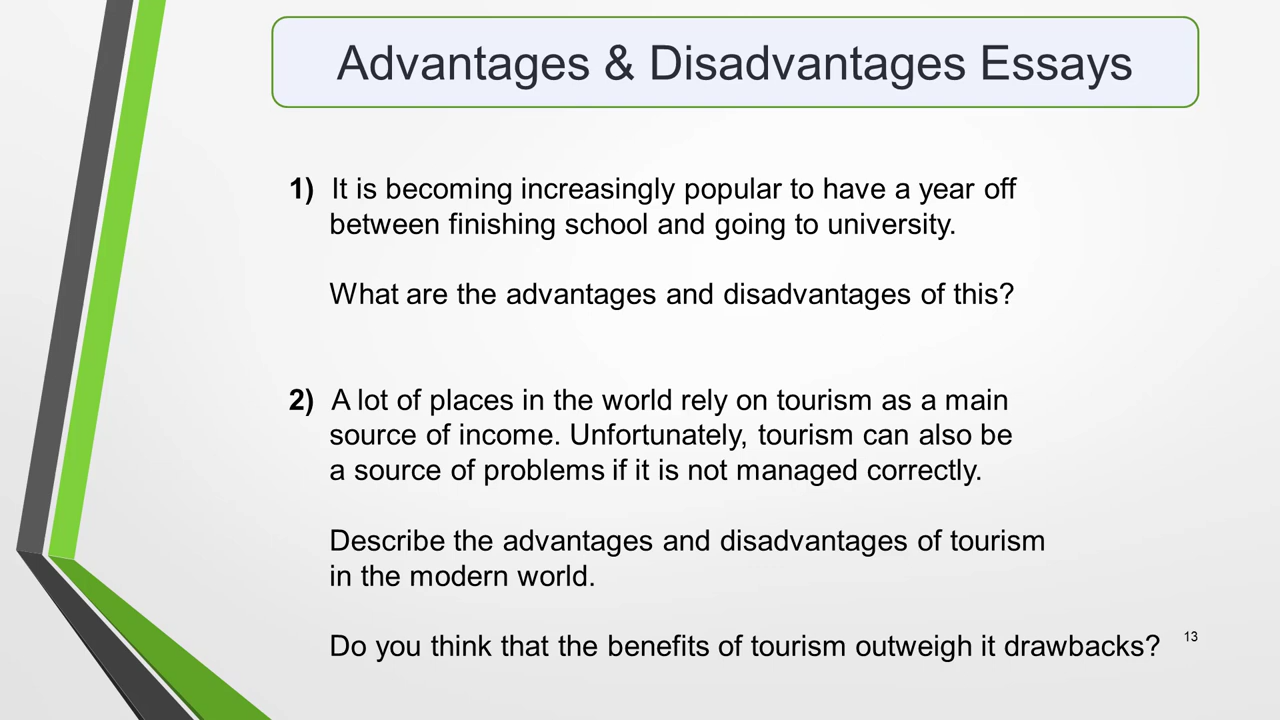 Advantages & Disadvantages Essays
1) It is becoming increasingly popular to have a year off
between finishing school and going to university.
What are the advantages and disadvantages of this?
2) A lot of places in the world rely on tourism as a main
source of income. Unfortunately, tourism can also be
a source of problems if it is not managed correctly.
Describe the advantages and disadvantages of tourism
in the modern world.
Do you think that the benefits of tourism outweigh it drawbacks?
13